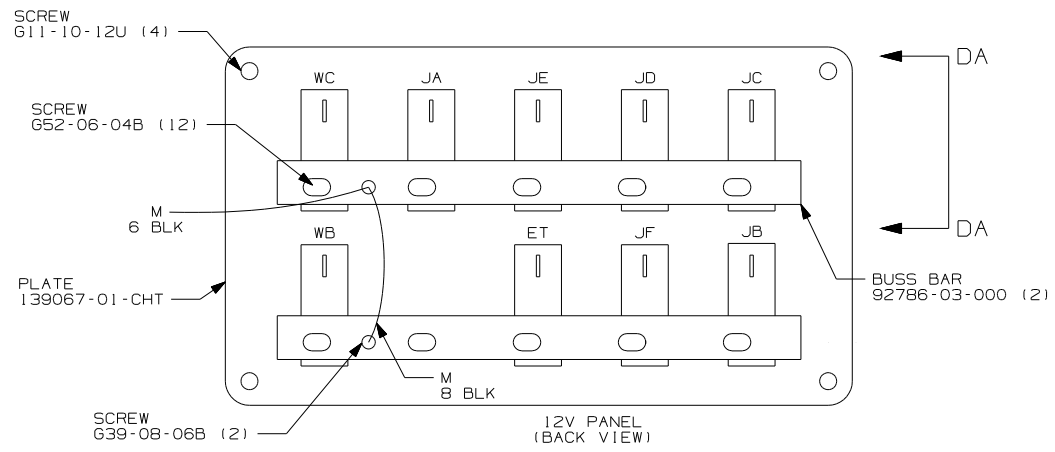 SCREW
G11-10-12U (4)
DA
WC JA JE JD JC
SCREW
G52-06-04B (12)
M
6 BLK
DA
WB ET JF JB
PLATE
139067-01-CHT
BUSS BAR
92786-03-000 (2)
M
8 BLK
SCREW
G39-08-06B (2)
12V PANEL
(BACK VIEW)